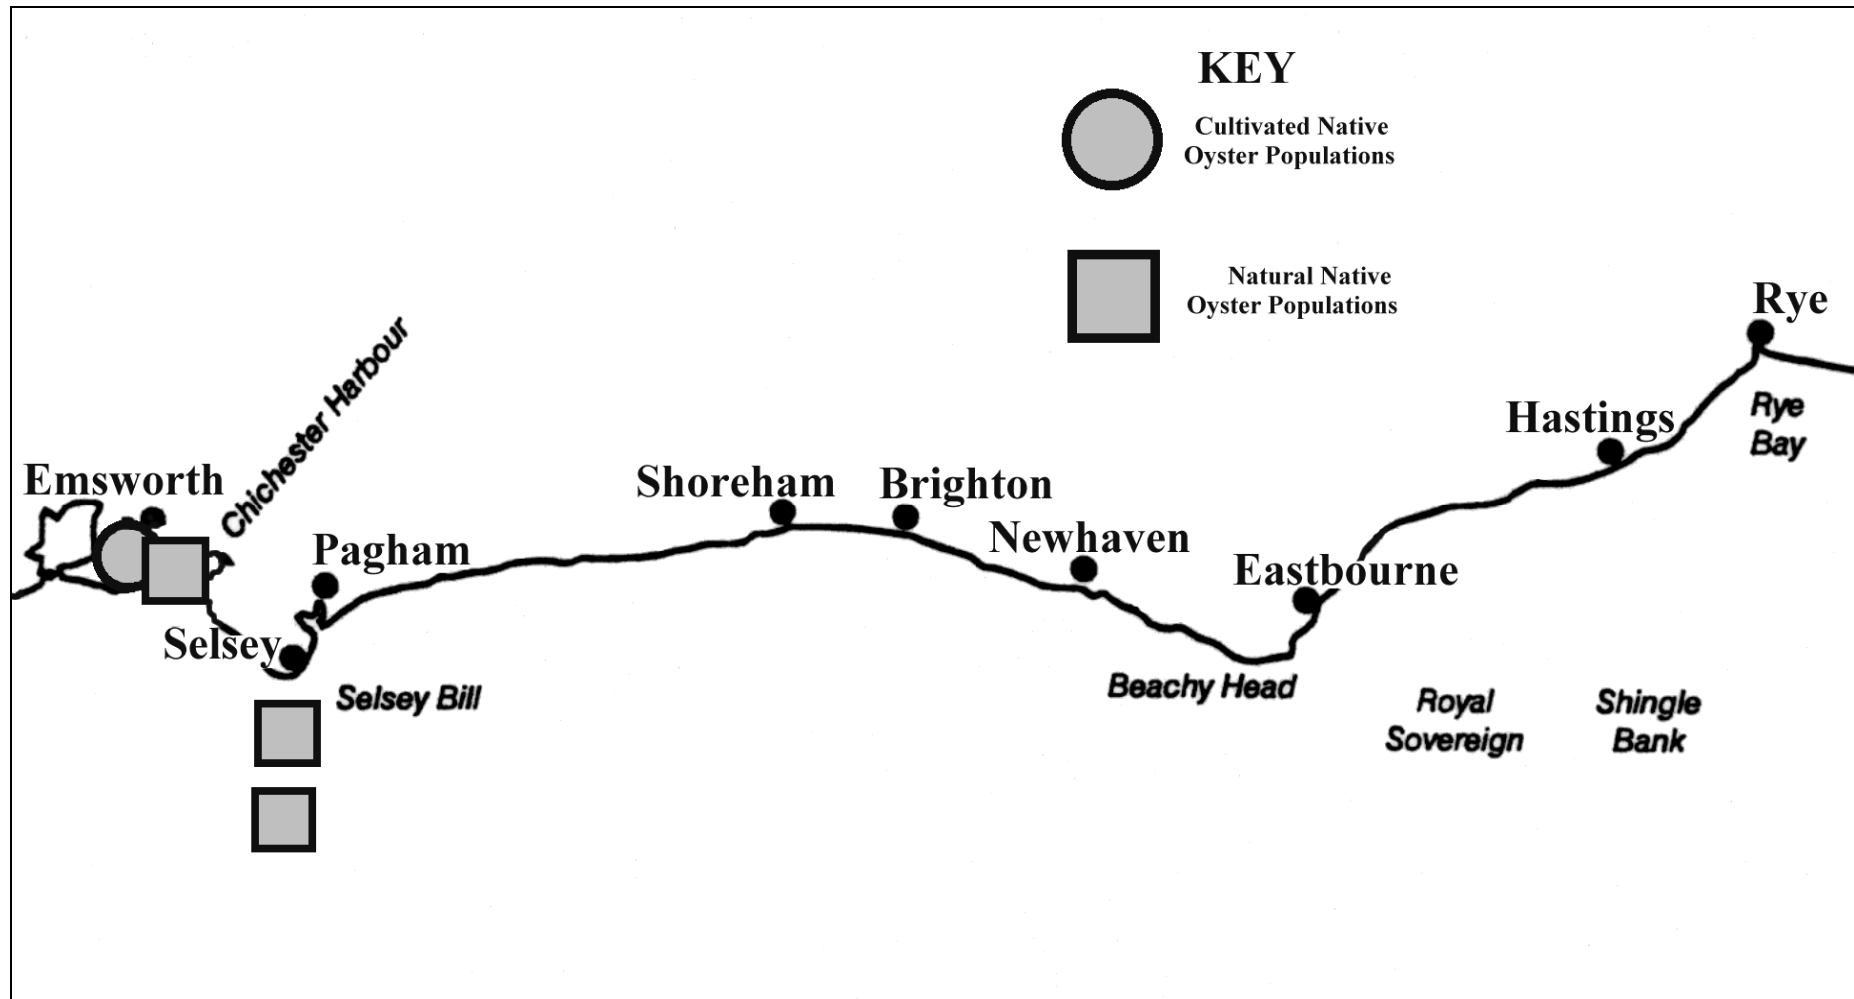 KEY
Cultivated Native
Oyster Populations
Natural Native
Oyster Populations
Rye
Rye
Bay
Hastings
Chichester Harbour
Emsworth
Shoreham
Brighton
Newhaven
Pagham
Eastbourne
Selsey
Selsey Bill
Beachy Head
Royal
Sovereign
Shingle
Bank